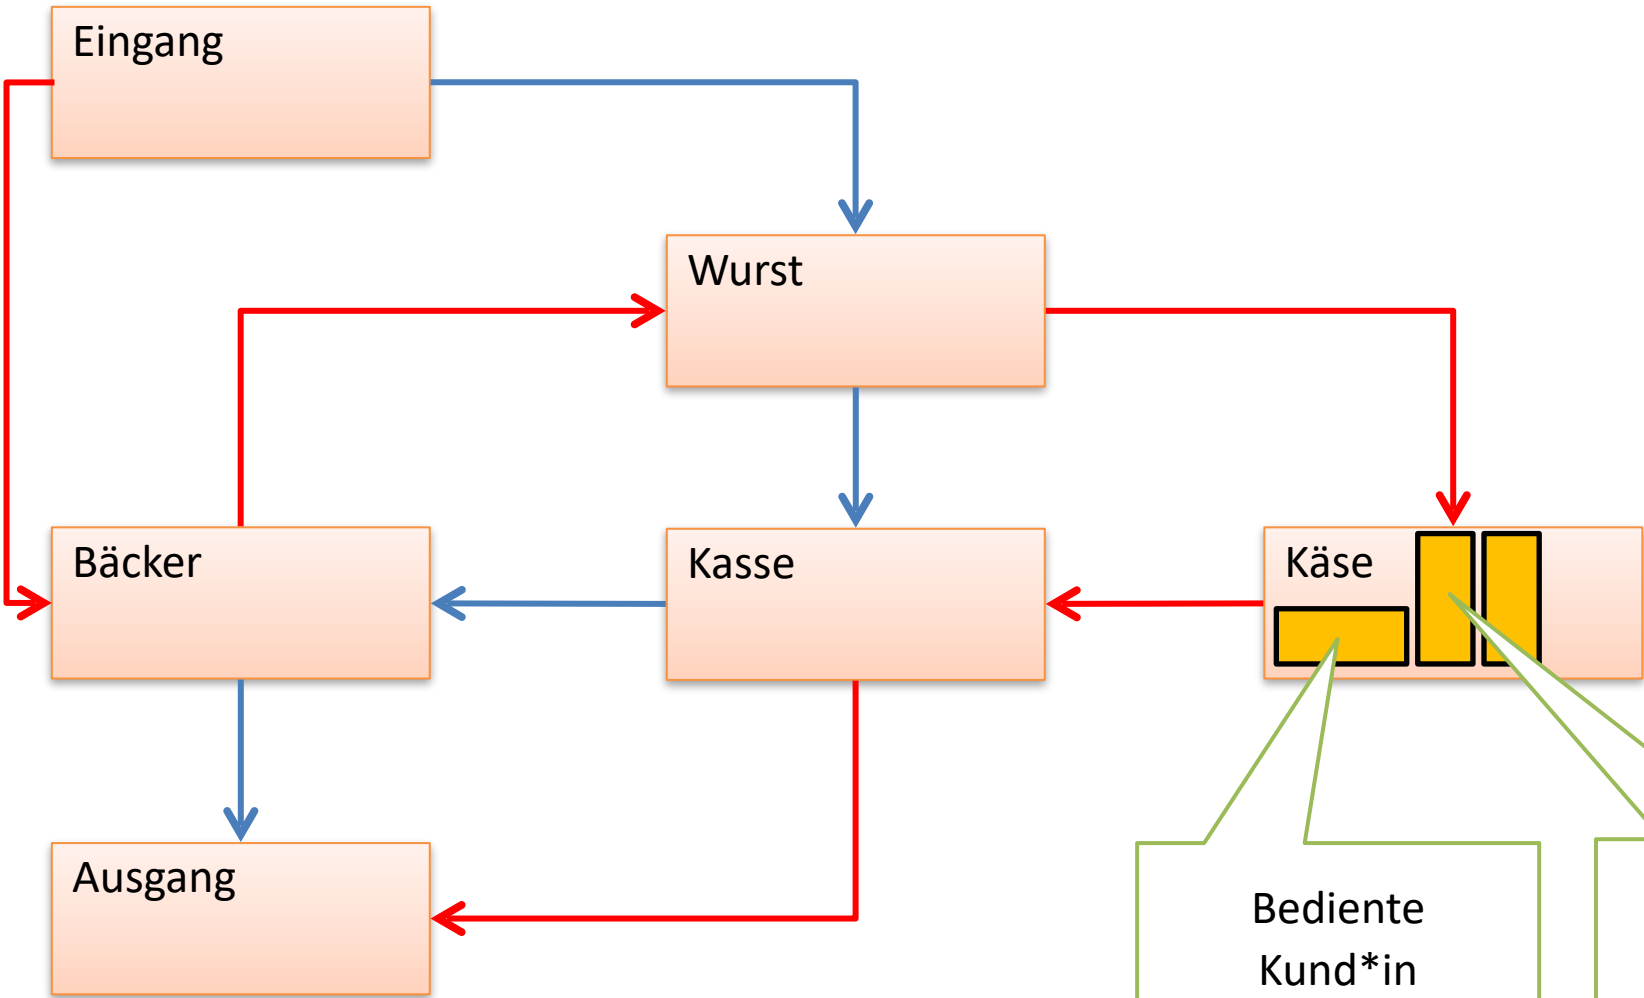 Eingang
Wurst
Bäcker
Kasse
Käse
Ausgang
Bediente
Kund*in